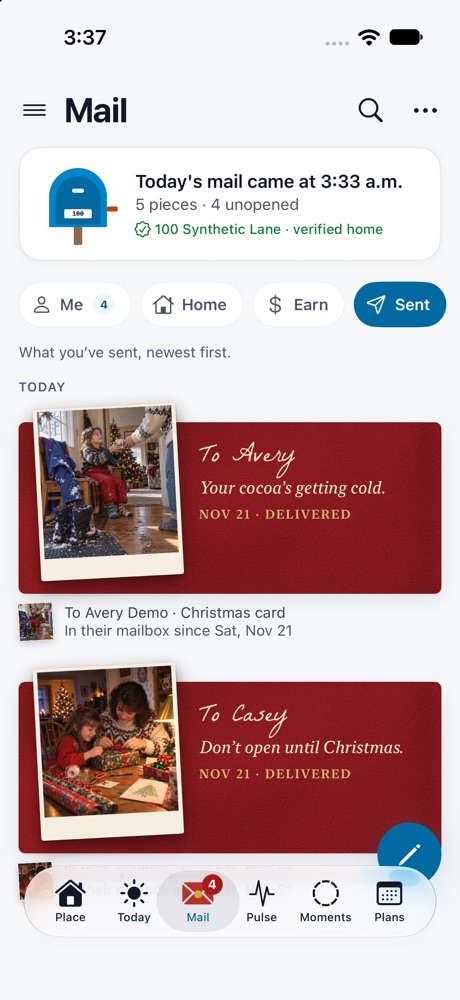 3:37
Mail
Today's mail came at 3:33 a.m.
5 pieces · 4 unopened
100
100 Synthetic Lane · verified home
Me 4
Home
Earn
Sent
What you’ve sent, newest first.
TODAY
To Avery
Your cocoa’s getting cold.
NOV 21 · DELIVERED
To Avery Demo · Christmas card
In their mailbox since Sat, Nov 21
To Casey
Don’t open until Christmas.
NOV 21 · DELIVERED
4
Place
Today
Mail
Pulse
Moments
Plans